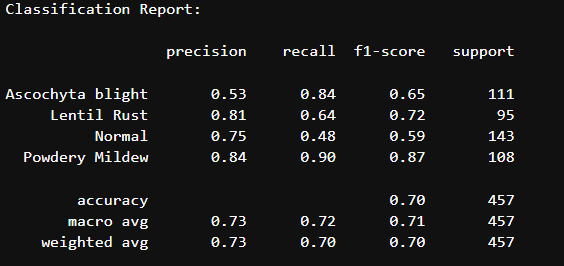 Classification Report:
precision recall f1-score support
Ascochyta blight 0.53 0.84 0.65 111
Lentil Rust 0.81 0.64 0.72 95
Normal 0.75 0.48 0.59 143
Powdery Mildew 0.84 0.90 0.87 108
accuracy 0.70 457
macro avg 0.73 0.72 0.71 457
weighted avg 0.73 0.70 0.70 457